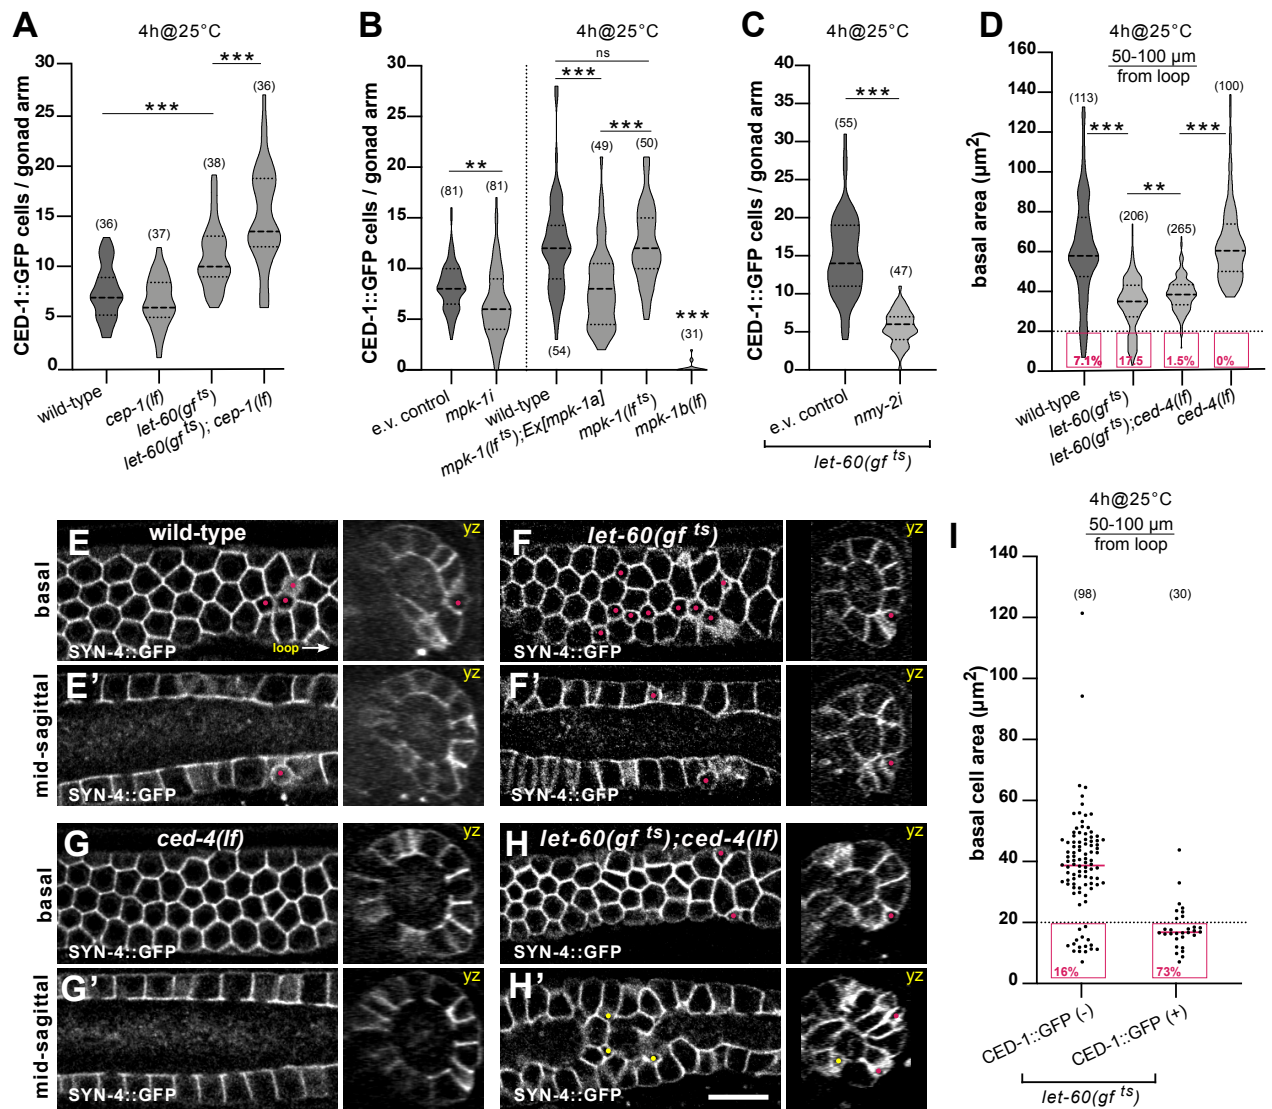 A
4h@25°C
CED-1::GFP cells / gonad arm
30
25
20
15
10
5
0
***
***
(36)
(37)
(38)
(36)
wild-type
cep-1(lf)
let-60(gf ts)
let-60(gf ts); cep-1(lf)
B
4h@25°C
CED-1::GFP cells / gonad arm
30
25
20
15
10
5
0
ns
***
***
**
***
(81)
(81)
(54)
(49)
(50)
(31)
e.v. control
mpk-1i
wild-type
mpk-1(lf ts);Ex[mpk-1a]
mpk-1(lf ts)
mpk-1b(lf)
C
4h@25°C
CED-1::GFP cells / gonad arm
40
35
30
25
20
15
10
5
0
***
(55)
(47)
e.v. control
nmy-2i
let-60(gf ts)
D
4h@25°C
50-100 µm
from loop
basal area (µm2)
160
140
120
100
80
60
40
20
0
(113)
(206)
(265)
(100)
***
**
***
7.1%
17.5
1.5%
0%
wild-type
let-60(gf ts)
let-60(gf ts);ced-4(lf)
ced-4(lf)
E
wild-type
yz
basal
SYN-4::GFP
loop
E'
yz
mid-sagittal
SYN-4::GFP
F
let-60(gf ts)
yz
SYN-4::GFP
F'
yz
SYN-4::GFP
G
ced-4(lf)
yz
basal
SYN-4::GFP
G'
yz
mid-sagittal
SYN-4::GFP
H
let-60(gf ts);ced-4(lf)
yz
SYN-4::GFP
H'
yz
SYN-4::GFP
I
4h@25°C
50-100 µm
from loop
basal cell area (µm2)
140
120
100
80
60
40
20
0
(98)
(30)
16%
73%
CED-1::GFP (-)
CED-1::GFP (+)
let-60(gf ts)